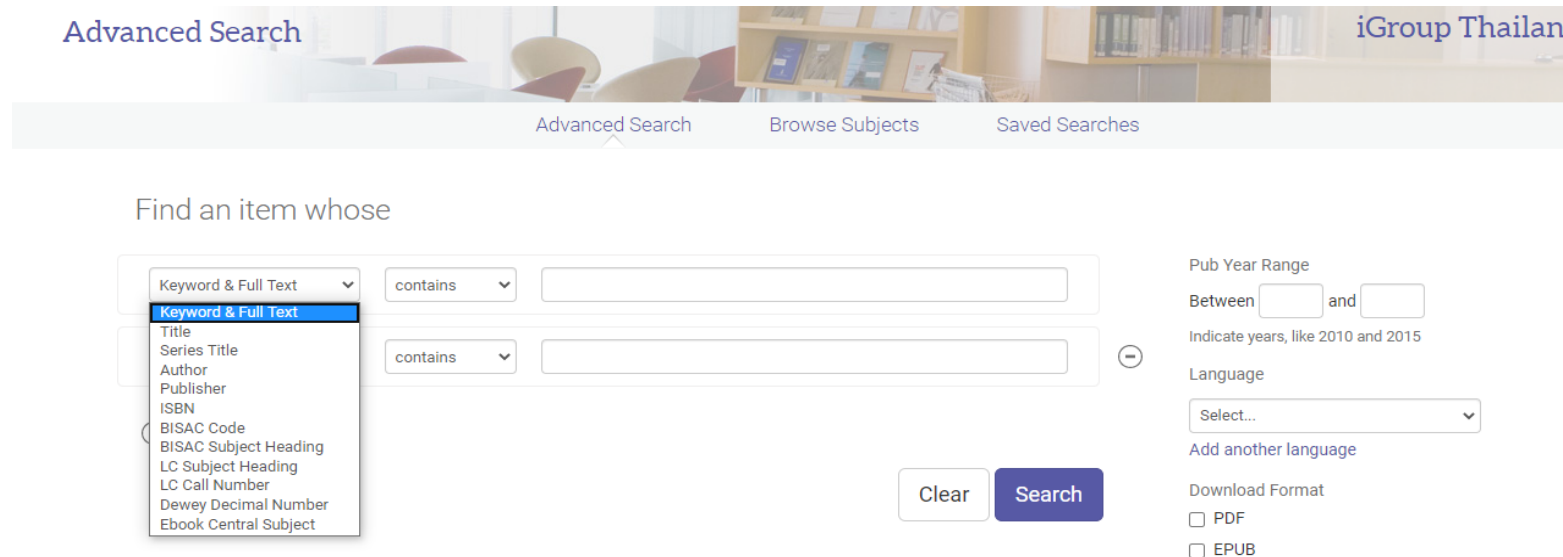 Advanced Search
iGroup Thailan
Advanced Search Browse Subjects Saved Searches
Find an item whose
Keyword & Full Text contains
Keyword & Full Text
Title
Series Title
Author
Publisher
ISBN
BISAC Code
BISAC Subject Heading
LC Subject Heading
LC Call Number
Dewey Decimal Number
Ebook Central Subject
contains
Clear Search
Pub Year Range
Between and
Indicate years, like 2010 and 2015
Language
Select...
Add another language
Download Format
PDF
EPUB